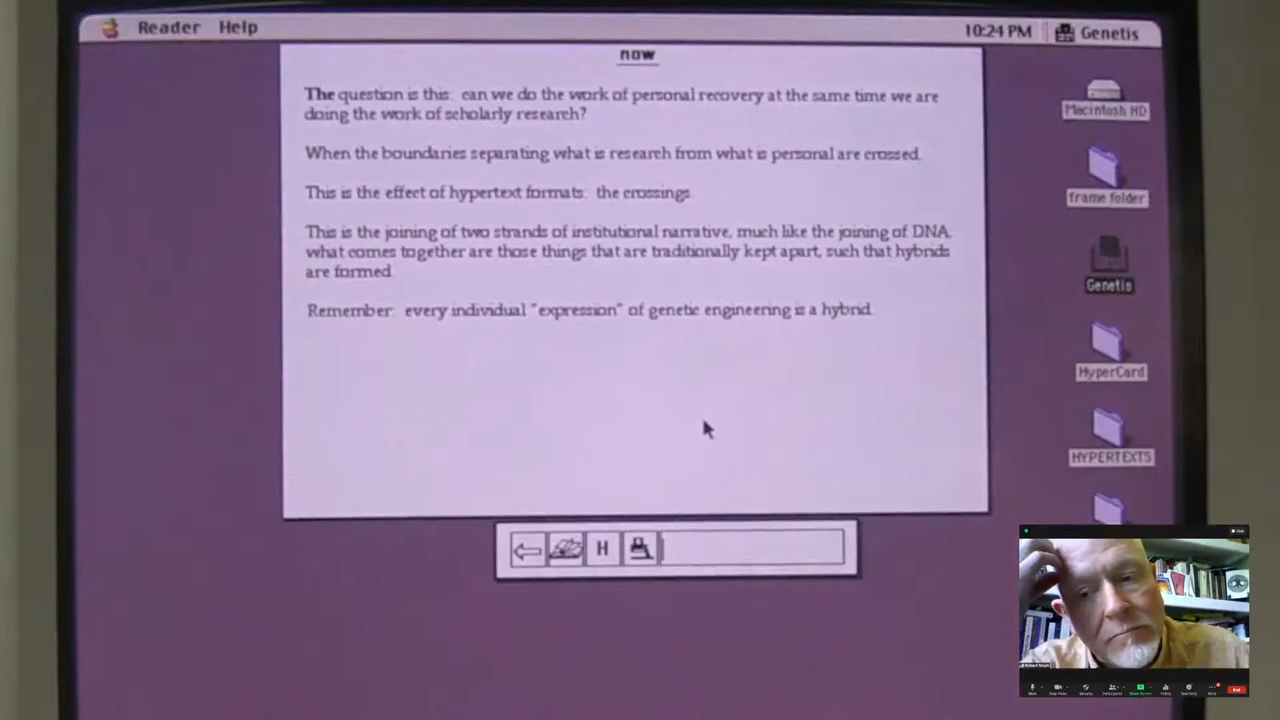 Reader Help 10:24 PM Genetis
now
The question is this: can we do the work of personal recovery at the same time we are
doing the work of scholarly research?
When the boundaries separating what is research from what is personal are crossed.
This is the effect of hypertext formats: the crossings.
This is the joining of two strands of institutional narrative, much like the joining of DNA:
what comes together are those things that are traditionally kept apart, such that hybrids
are formed.
Remember: every individual "expression" of genetic engineering is a hybrid.
Macintosh HD
frame folder
Genetis
HyperCard
HYPERTEXTS
H